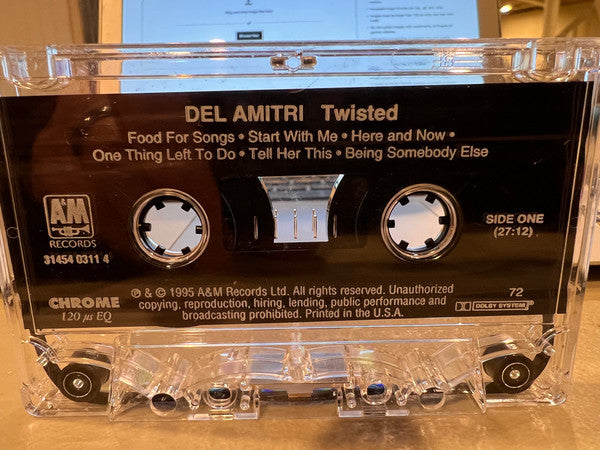 DEL AMITRI Twisted
Food For Songs • Start With Me • Here and Now •
One Thing Left To Do • Tell Her This • Being Somebody Else
A&M
RECORDS
31454 0311 4
SIDE ONE
(27:12)
CHROME
120 µs EQ
℗ & © 1995 A&M Records Ltd. All rights reserved. Unauthorized
copying, reproduction, hiring, lending, public performance and
broadcasting prohibited. Printed in the U.S.A.
72
DOLBY SYSTEM